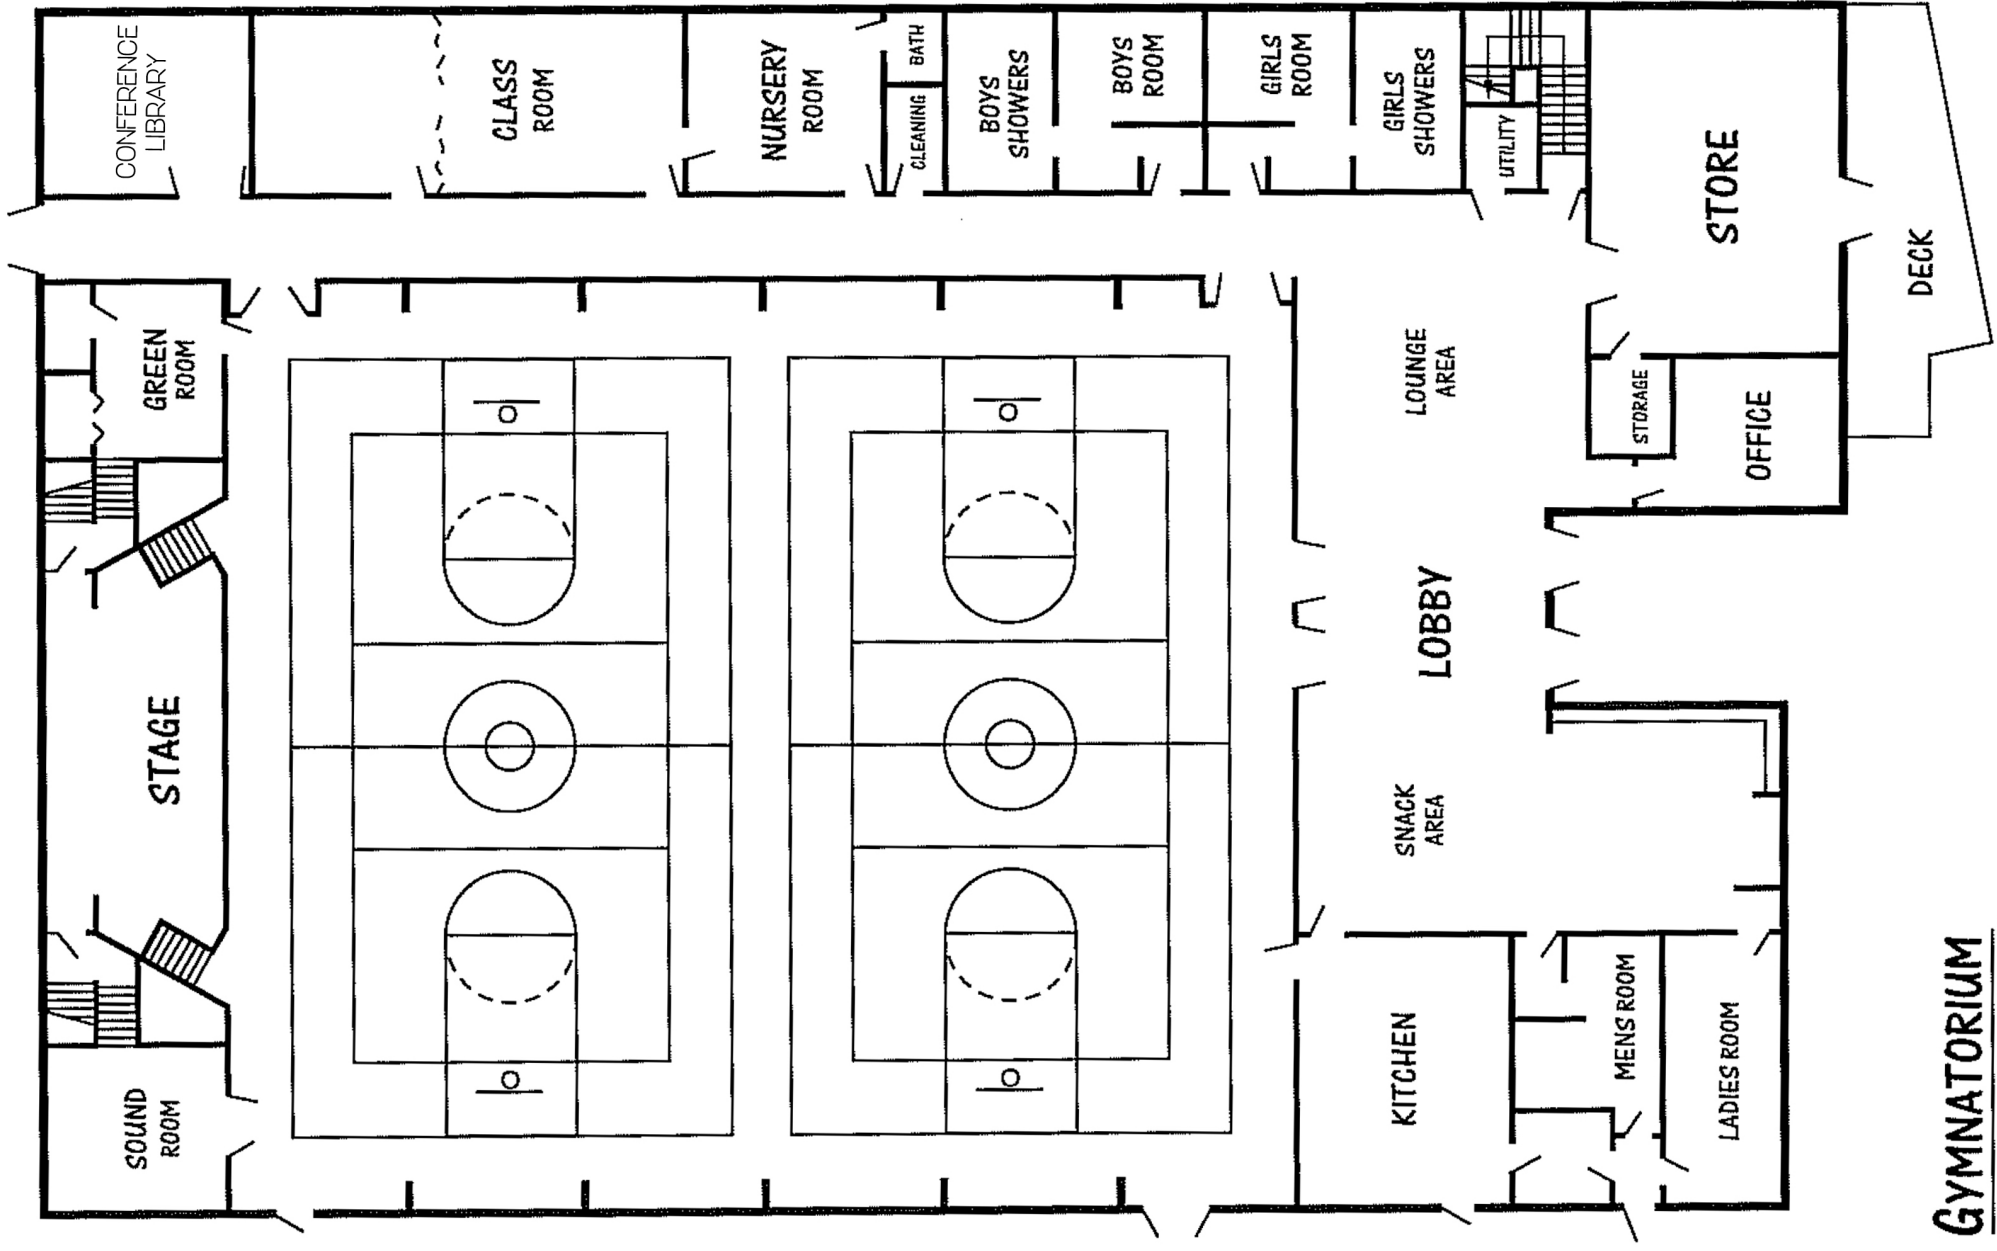 CONFERENCE
LIBRARY
CLASS
ROOM
NURSERY
ROOM
BATH
CLEANING
BOYS
SHOWERS
BOYS
ROOM
GIRLS
ROOM
GIRLS
SHOWERS
UTILITY
STORE
DECK
GREEN
ROOM
LOUNGE
AREA
STORAGE
OFFICE
STAGE
LOBBY
SNACK
AREA
SOUND
ROOM
KITCHEN
MENS ROOM
LADIES ROOM
GYMNATORIUM